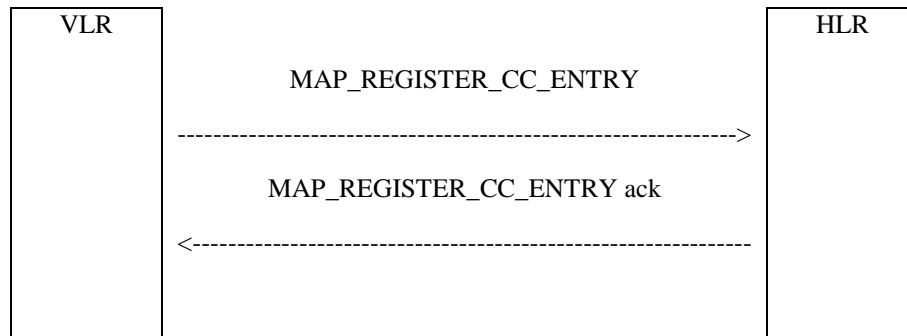 VLR HLR
MAP_REGISTER_CC_ENTRY
MAP_REGISTER_CC_ENTRY ack